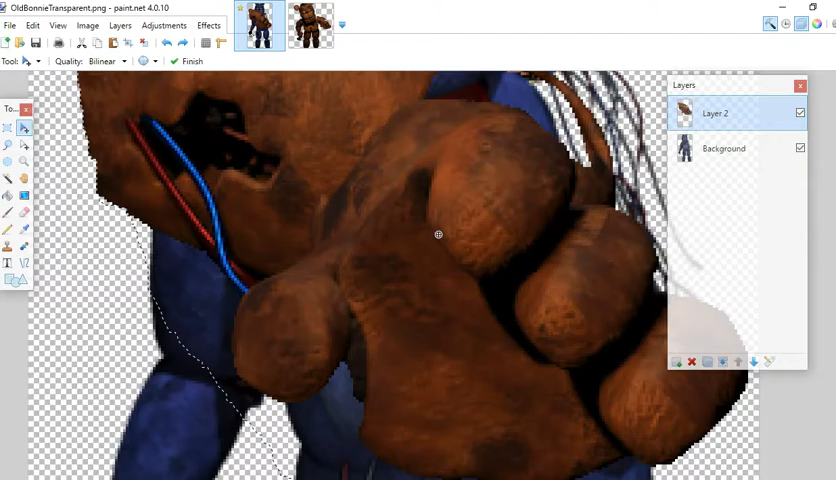 OldBonnieTransparent.png - paint.net 4.0.10
File Edit View Image Layers Adjustments Effects
Tool: Quality: Bilinear Finish
Layers
To...
Layer 2
Background